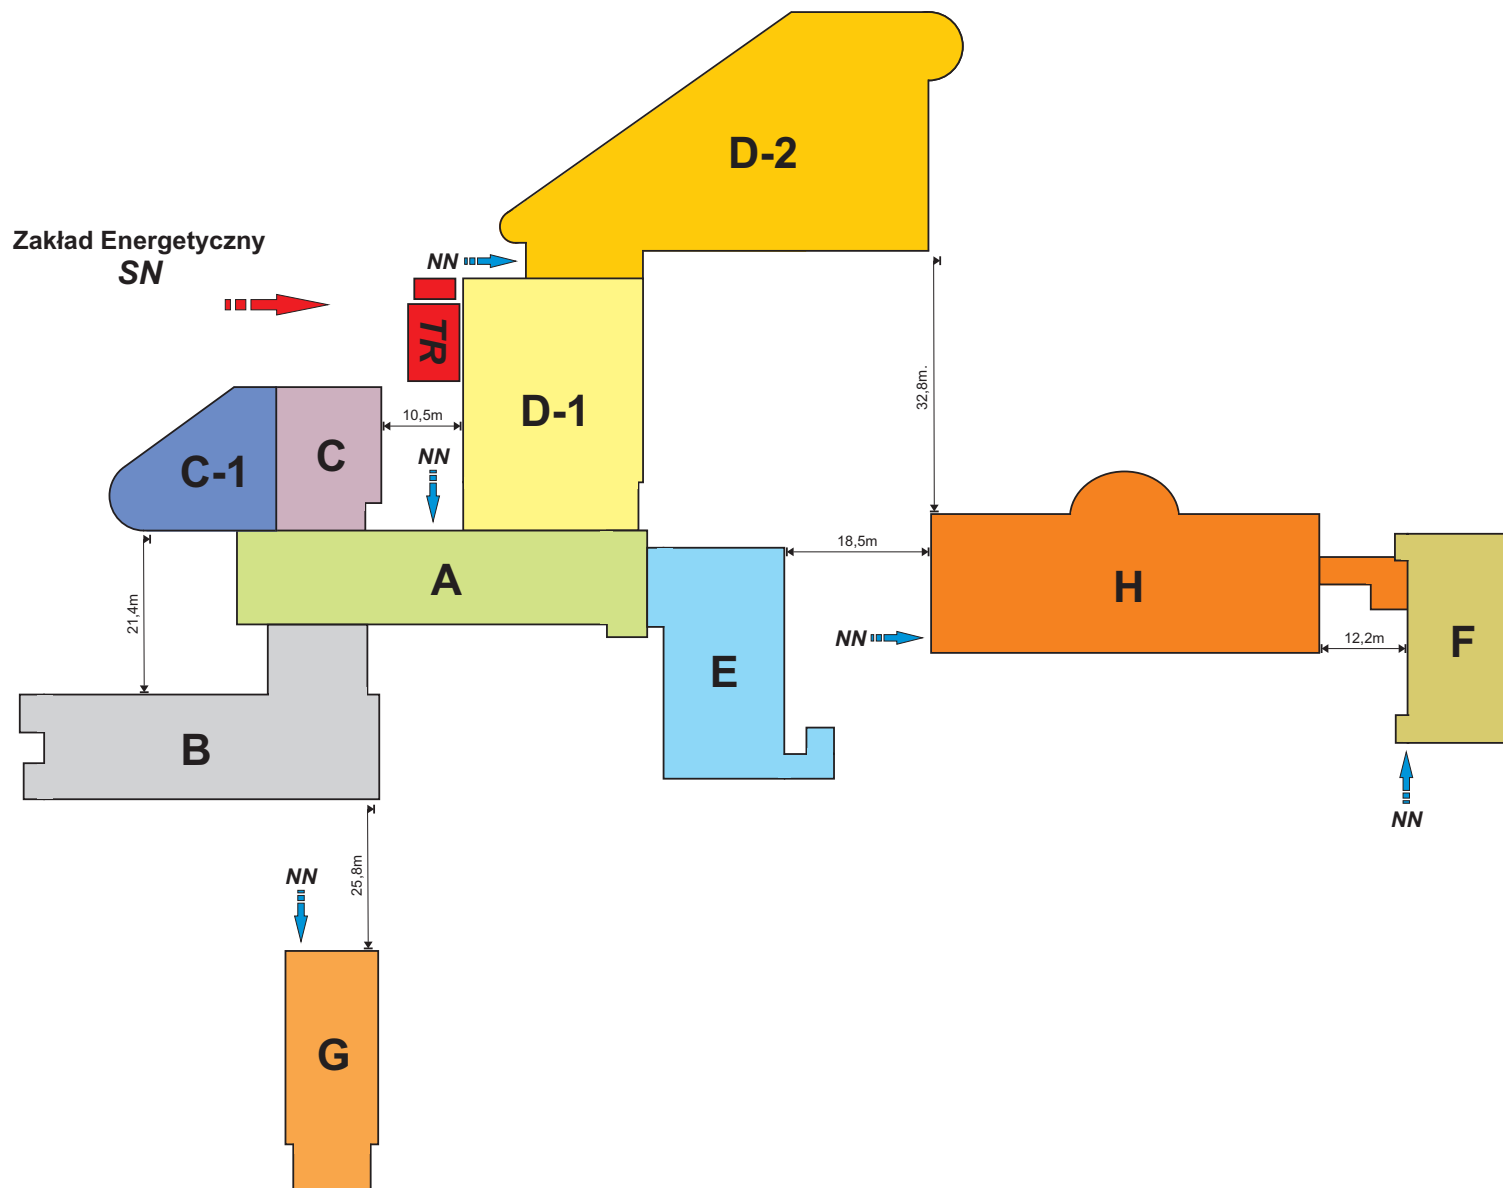 D-2
Zakład Energetyczny
SN
NN
TR
32,8m.
D-1
10,5m
C
NN
C-1
18,5m
A
H
21,4m
NN
12,2m
F
E
B
NN
25,8m
NN
G